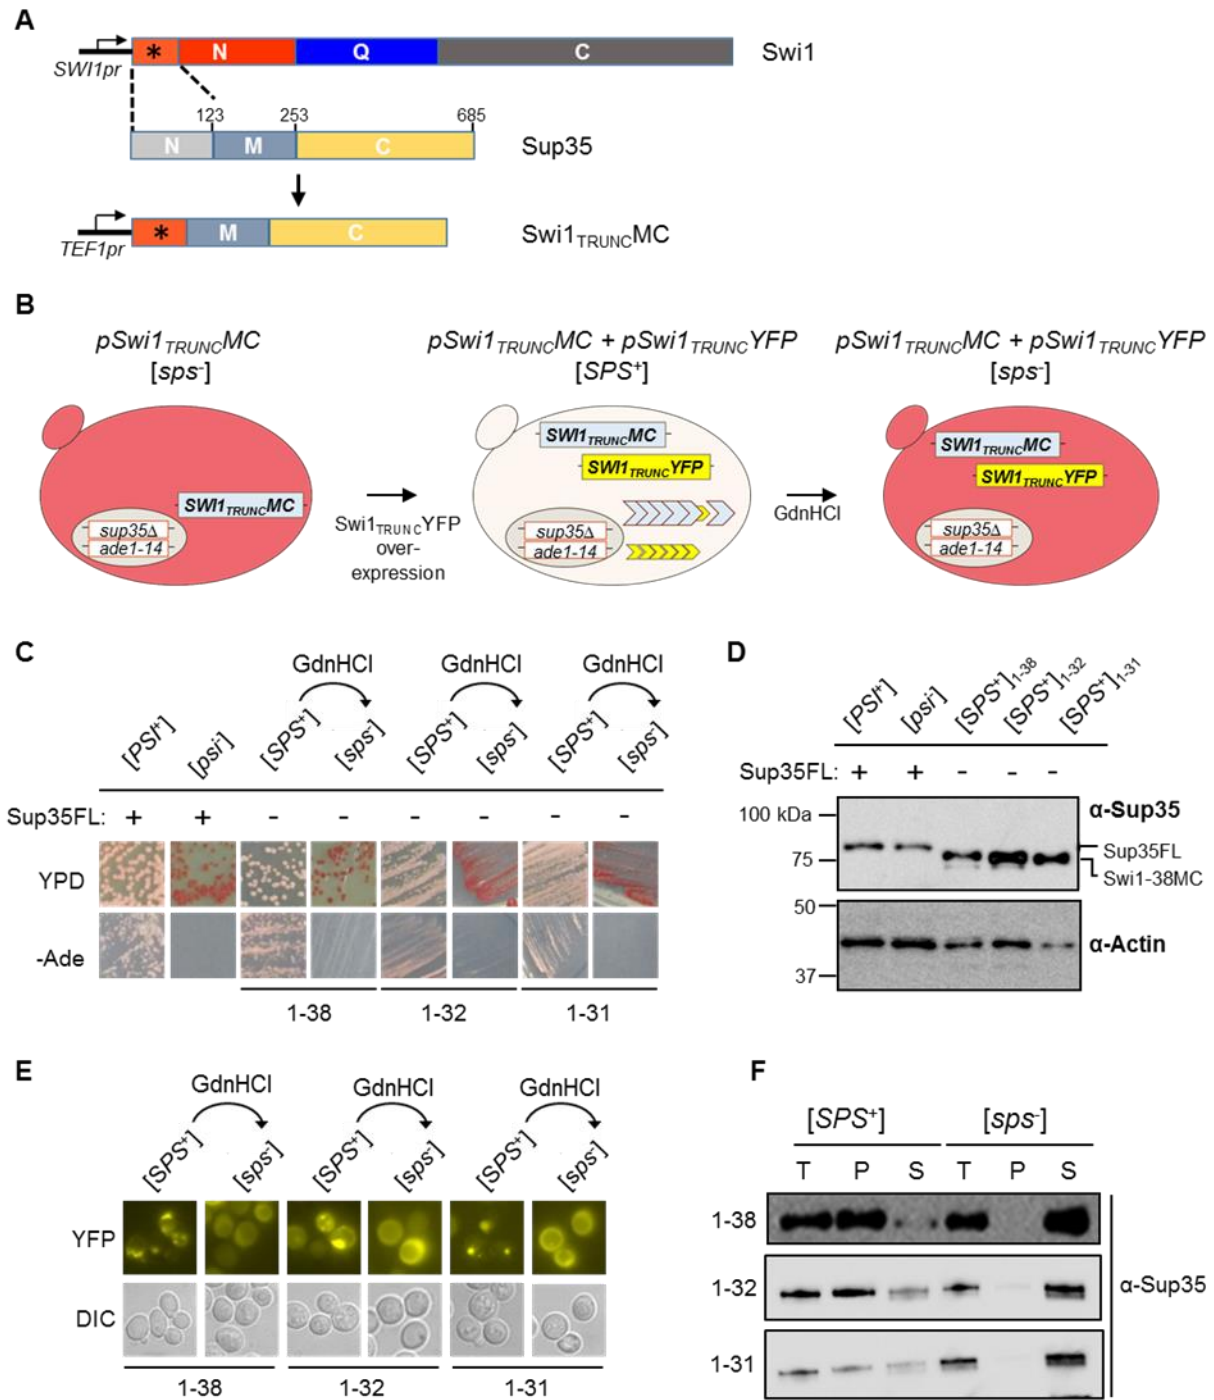 A
* N Q C Swi1
SWI1pr
123 253 685
N M C Sup35
* M C Swi1TRUNCMC
TEF1pr
B
pSwi1TRUNCMC pSwi1TRUNCMC + pSwi1TRUNCYFP pSwi1TRUNCMC + pSwi1TRUNCYFP
[sps-] [SPS+] [sps-]
SWI1TRUNCMC SWI1TRUNCMC SWI1TRUNCMC
SWI1TRUNCYFP SWI1TRUNCYFP
SWI1TRUNCMC
sup35Δ sup35Δ sup35Δ
ade1-14 ade1-14 ade1-14
Swi1TRUNCYFP
over-
expression
GdnHCl
C
GdnHCl GdnHCl GdnHCl
[PSI+] [psi-] [SPS+] [sps-] [SPS+] [sps-] [SPS+] [sps-]
Sup35FL: + + - - - - - -
YPD
-Ade
1-38 1-32 1-31
D
[PSI+] [psi-] [SPS+]1-38 [SPS+]1-32 [SPS+]1-31
Sup35FL: + + - - -
100 kDa
α-Sup35
Sup35FL
75
Swi1-38MC
50
α-Actin
37
E
GdnHCl GdnHCl GdnHCl
[SPS+] [sps-] [SPS+] [sps-] [SPS+] [sps-]
YFP
DIC
1-38 1-32 1-31
F
[SPS+] [sps-]
T P S T P S
1-38
1-32 α-Sup35
1-31